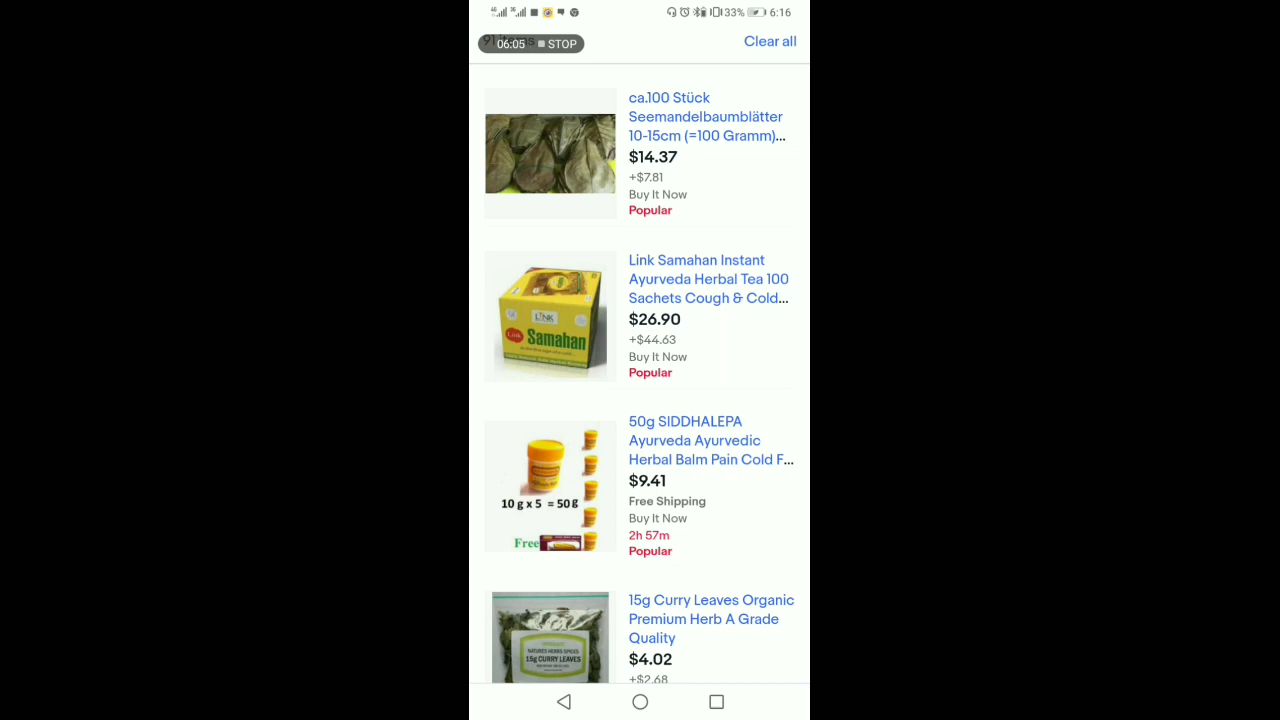 33% 6:16
06:05 STOP
Clear all
ca.100 Stück
Seemandelbaumblätter
10-15cm (=100 Gramm)...
$14.37
+$7.81
Buy It Now
Popular
Link Samahan Instant
Ayurveda Herbal Tea 100
Sachets Cough & Cold...
$26.90
+$44.63
Buy It Now
Popular
LINK
Link Samahan
50g SIDDHALEPA
Ayurveda Ayurvedic
Herbal Balm Pain Cold F...
$9.41
Free Shipping
Buy It Now
2h 57m
Popular
10 g x 5 = 50 g
Free
15g Curry Leaves Organic
Premium Herb A Grade
Quality
$4.02
+$2.68
NATURES HERBS SPICES
15g CURRY LEAVES